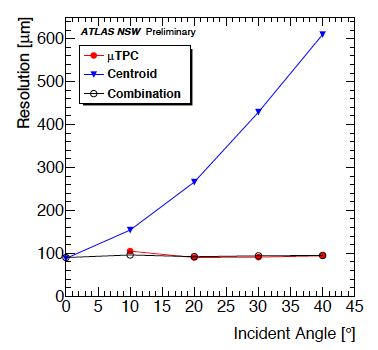 Resolution [μm]
600
500
400
300
200
100
0
ATLAS NSW Preliminary
μTPC
Centroid
Combination
0 5 10 15 20 25 30 35 40 45
Incident Angle [°]